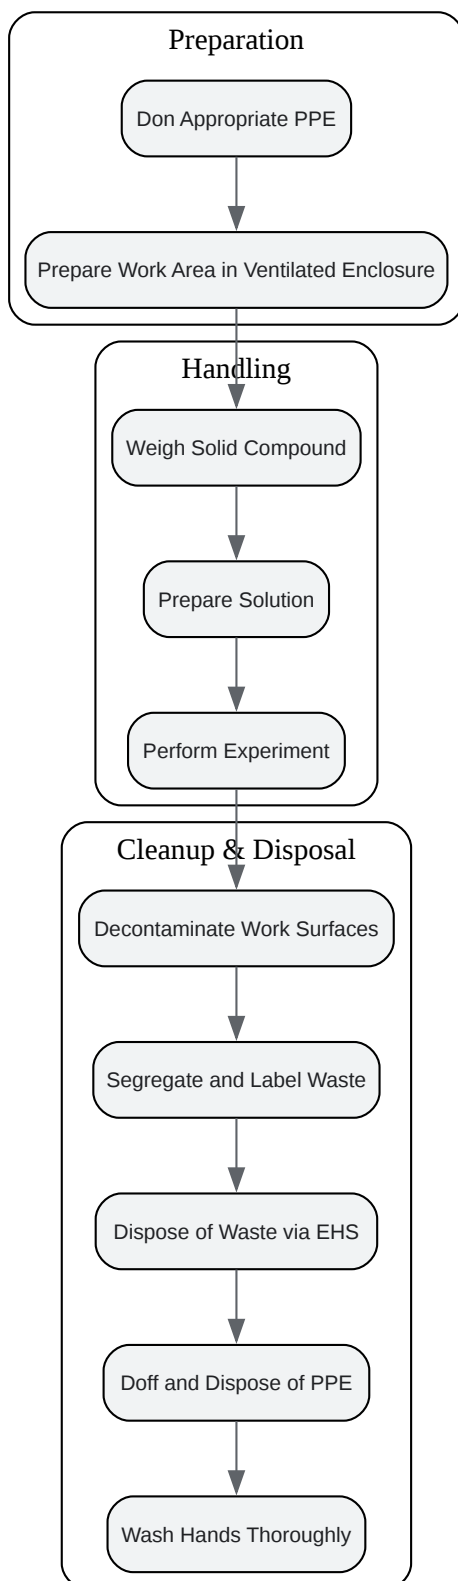 Preparation
Don Appropriate PPE
Prepare Work Area in Ventilated Enclosure
Handling
Weigh Solid Compound
Prepare Solution
Perform Experiment
Cleanup & Disposal
Decontaminate Work Surfaces
Segregate and Label Waste
Dispose of Waste via EHS
Doff and Dispose of PPE
Wash Hands Thoroughly